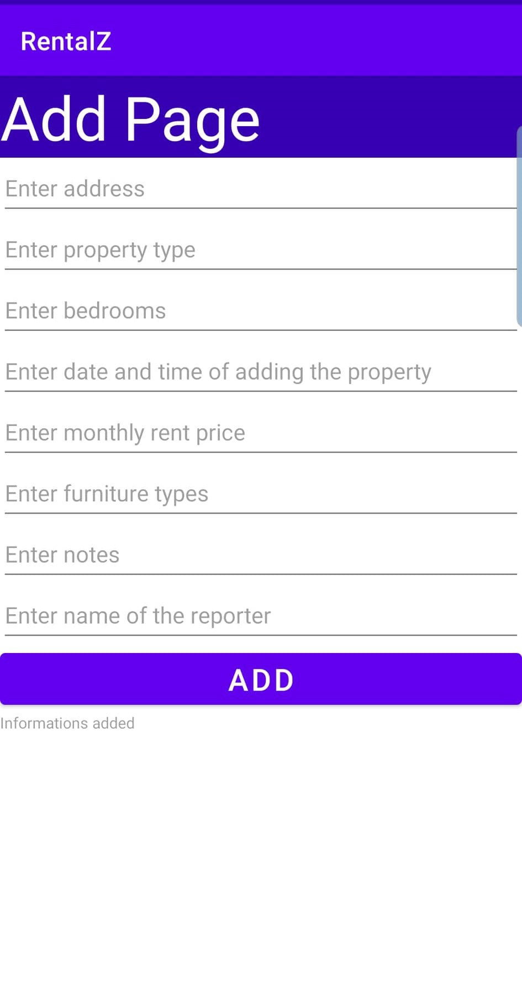 RentalZ
Add Page
Enter address
Enter property type
Enter bedrooms
Enter date and time of adding the property
Enter monthly rent price
Enter furniture types
Enter notes
Enter name of the reporter
ADD
Informations added